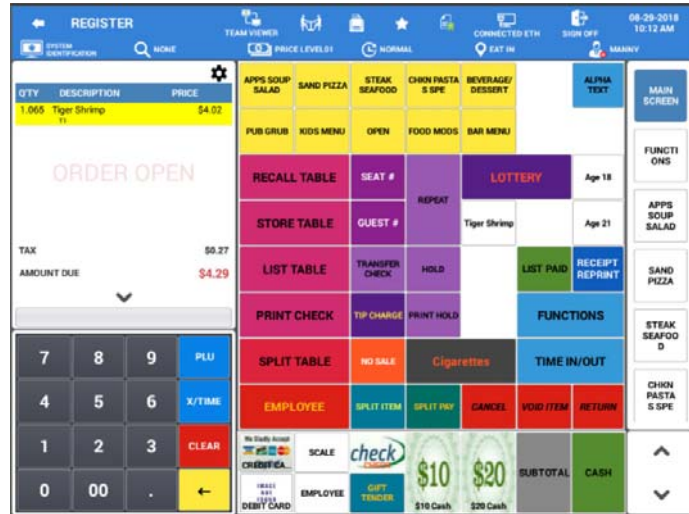 REGISTER
TEAM VIEWER
CONNECTED ETH
SIGN OFF
08-29-2018
10:12 AM
SYSTEM
IDENTIFICATION
NONE
PRICE LEVEL01
NORMAL
EAT IN
MANNY
Q'TY DESCRIPTION PRICE
1.065 Tiger Shrimp $4.02
T1
ORDER OPEN
TAX $0.27
AMOUNT DUE $4.29
7 8 9 PLU
4 5 6 X/TIME
1 2 3 CLEAR
0 00 . ←
APPS SOUP
SALAD
SAND PIZZA
STEAK
SEAFOOD
CHKN PASTA
S SPE
BEVERAGE/
DESSERT
ALPHA
TEXT
PUB GRUB
KIDS MENU
OPEN
FOOD MODS
BAR MENU
RECALL TABLE
SEAT #
REPEAT
LOTTERY
Age 18
STORE TABLE
GUEST #
Tiger Shrimp
Age 21
LIST TABLE
TRANSFER
CHECK
HOLD
LIST PAID
RECEIPT
REPRINT
PRINT CHECK
TIP CHARGE
PRINT HOLD
FUNCTIONS
SPLIT TABLE
NO SALE
Cigarettes
TIME IN/OUT
EMPLOYEE
SPLIT ITEM
SPLIT PAY
CANCEL
VOID ITEM
RETURN
We Gladly Accept
CREDIT CA...
SCALE
check
$10
$10 Cash
$20
$20 Cash
SUBTOTAL
CASH
IMAGE
NOT
FOUND
DEBIT CARD
EMPLOYEE
GIFT
TENDER
MAIN
SCREEN
FUNCTI
ONS
APPS
SOUP
SALAD
SAND
PIZZA
STEAK
SEAFOO
D
CHKN
PASTA
S SPE